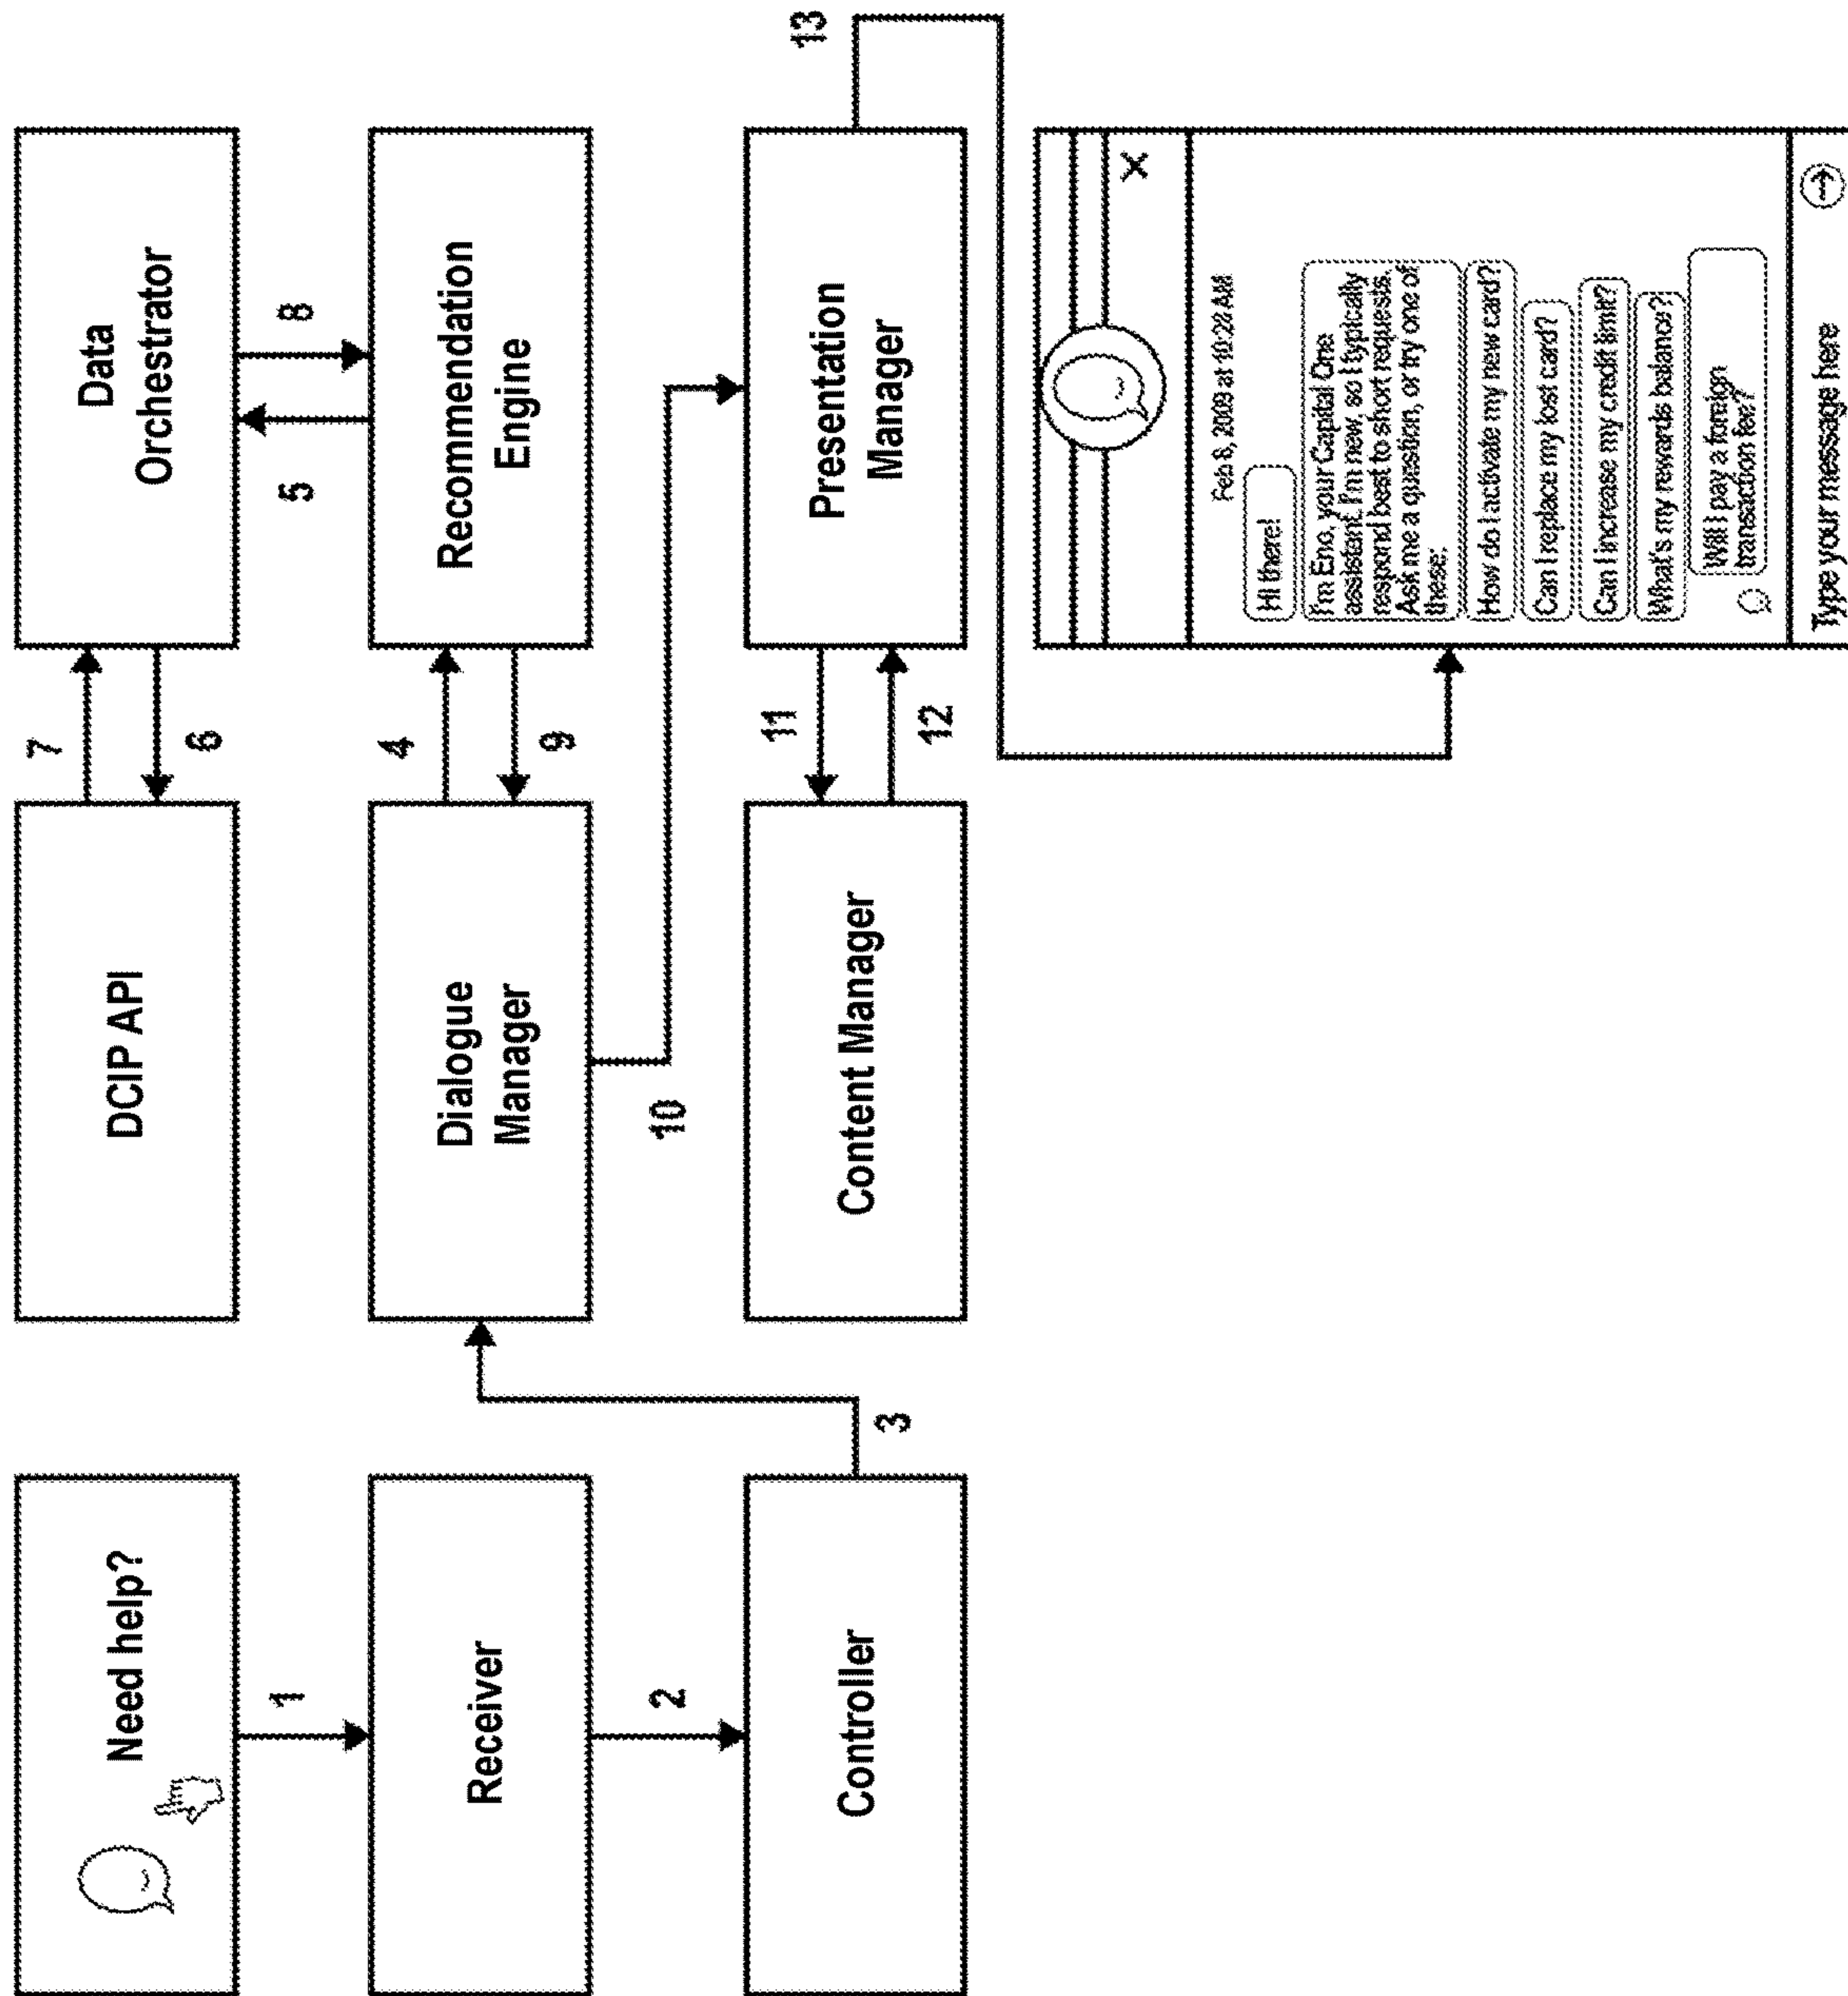 Need help?
1
Receiver
2
Controller
3
DCIP API
7
6
Dialogue
Manager
4
9
10
Content Manager
11
12
Data
Orchestrator
5
8
Recommendation
Engine
Presentation
Manager
13
X
Feb 8, 2009 at 10:28 AM
Hi there!
I'm Eno, your Capital One
assistant. I'm new, so I typically
respond best to short requests.
Ask me a question, or try one of
these:
How do I activate my new card?
Can I replace my lost card?
Can I increase my credit limit?
What's my rewards balance?
Will I pay a foreign
transaction fee?
Type your message here